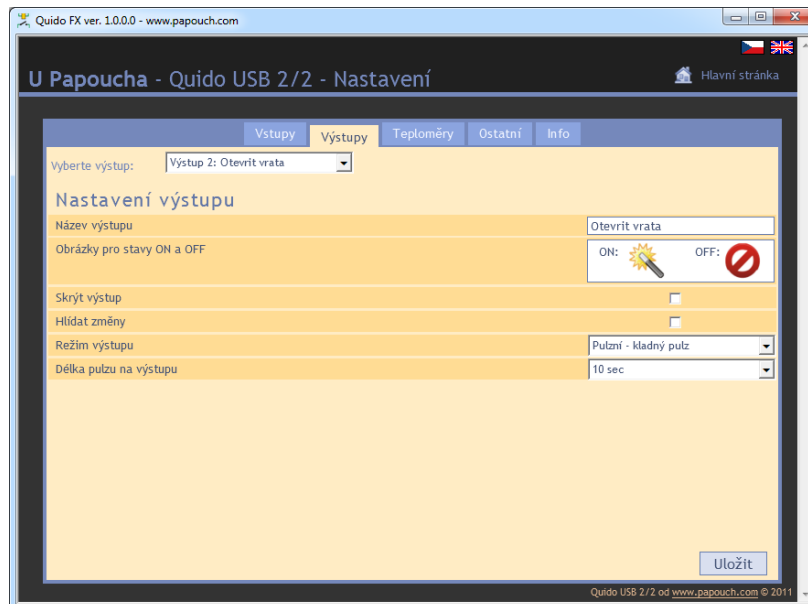 Quido FX ver. 1.0.0.0 - www.papouch.com
U Papoucha - Quido USB 2/2 - Nastavení
Hlavní stránka
Vstupy Výstupy Teploměry Ostatní Info
Vyberte výstup: Výstup 2: Otevrit vrata
Nastavení výstupu
Název výstupu Otevrit vrata
Obrázky pro stavy ON a OFF ON: OFF:
Skrýt výstup
Hlídat změny
Režim výstupu Pulzní - kladný pulz
Délka pulzu na výstupu 10 sec
Uložit
Quido USB 2/2 od www.papouch.com © 2011